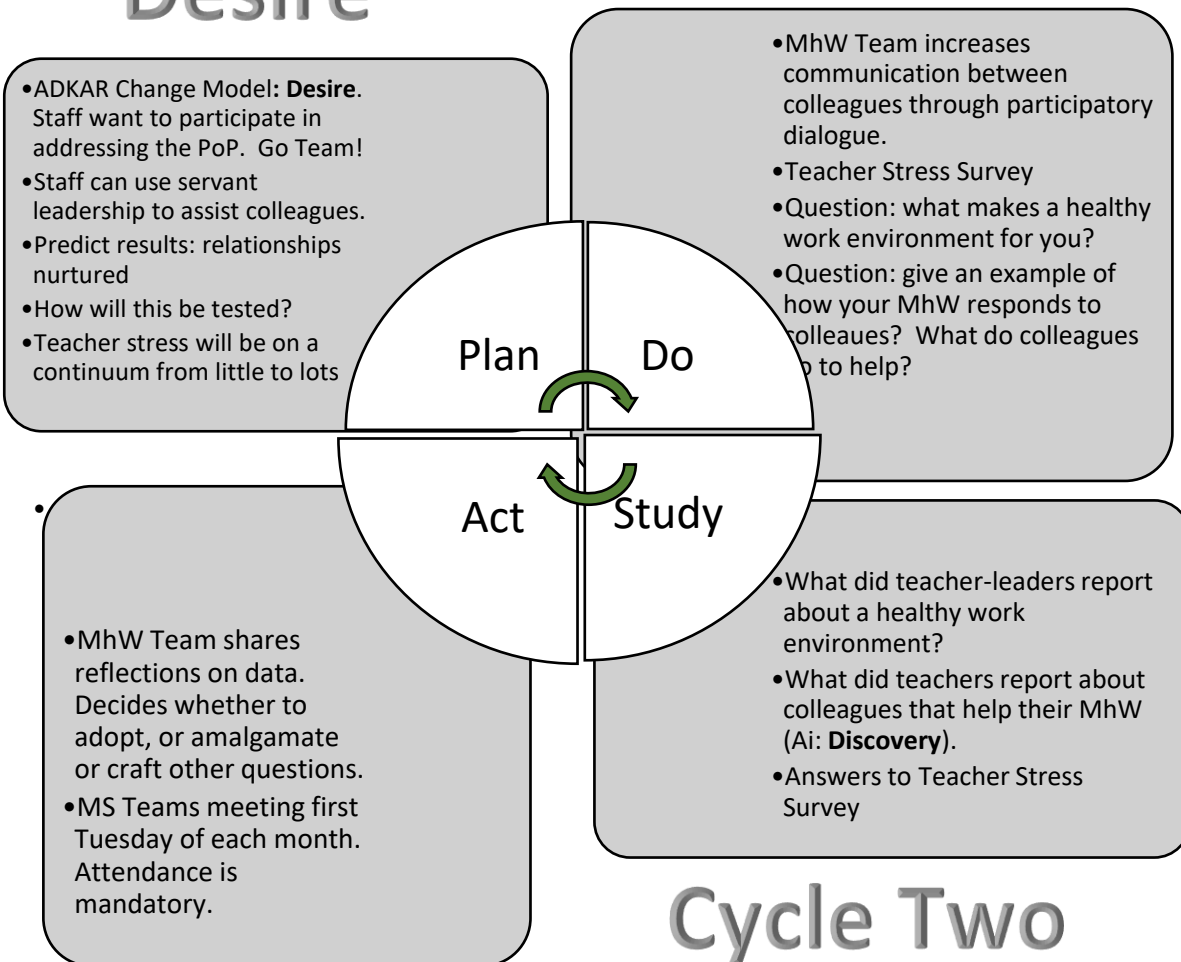 Desire
•ADKAR Change Model: Desire.
Staff want to participate in
addressing the PoP. Go Team!
•Staff can use servant
leadership to assist colleagues.
•Predict results: relationships
nurtured
•How will this be tested?
•Teacher stress will be on a
continuum from little to lots
•MhW Team increases
communication between
colleagues through participatory
dialogue.
•Teacher Stress Survey
•Question: what makes a healthy
work environment for you?
•Question: give an example of
how your MhW responds to
colleaues? What do colleagues
to help?
Plan
Do
Act
Study
•
•MhW Team shares
reflections on data.
Decides whether to
adopt, or amalgamate
or craft other questions.
•MS Teams meeting first
Tuesday of each month.
Attendance is
mandatory.
•What did teacher-leaders report
about a healthy work
environment?
•What did teachers report about
colleagues that help their MhW
(Ai: Discovery).
•Answers to Teacher Stress
Survey
Cycle Two